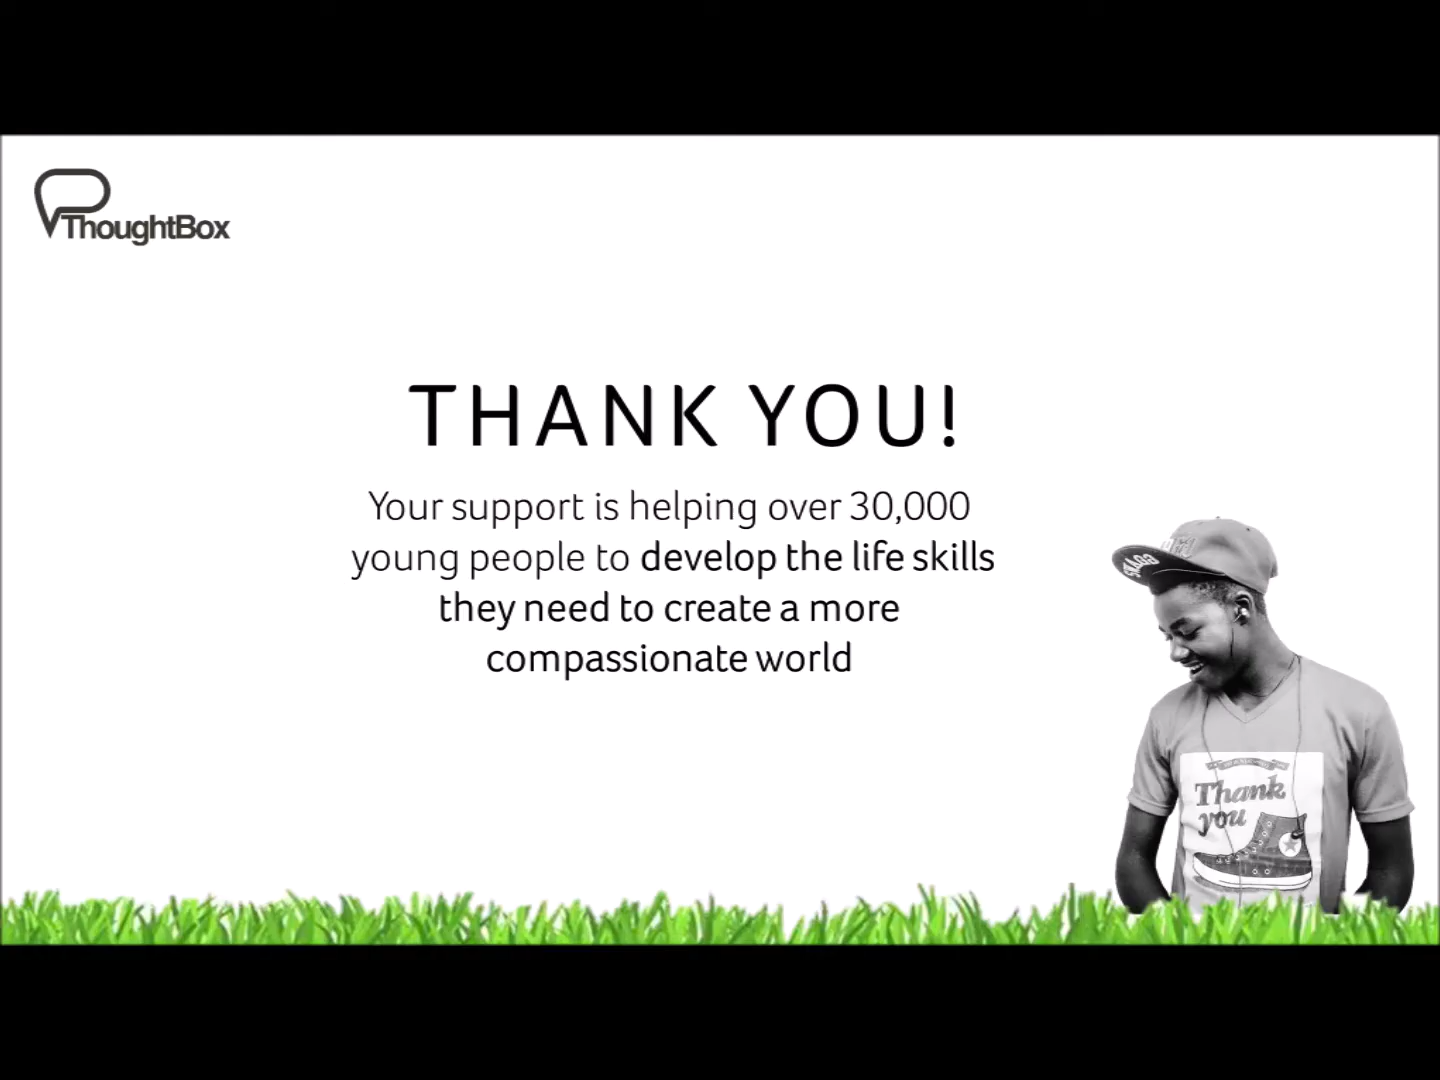 ThoughtBox
THANK YOU!
Your support is helping over 30,000
young people to develop the life skills
they need to create a more
compassionate world
Thank
you